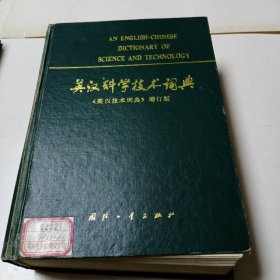 AN ENGLISH-CHINESE
DICTIONARY OF
SCIENCE AND TECHNOLOGY
英汉科学技术词典
《英汉技术词典》增订版
国防工业出版社